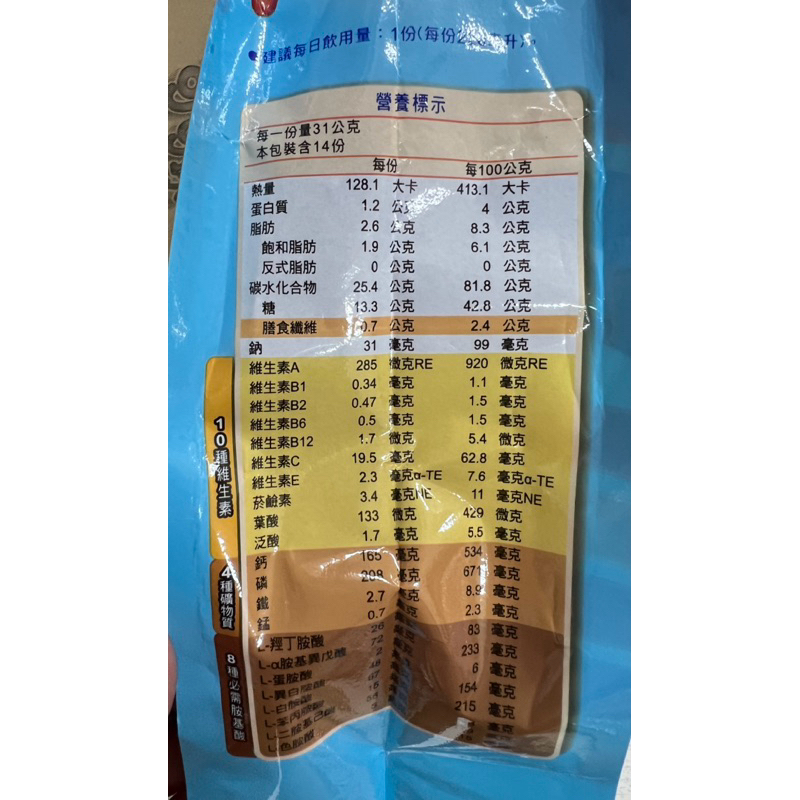 建議每日飲用量：1份(每份2
營養標示
每一份量31公克
本包裝含14份
每份 每100公克
熱量 128.1 大卡 413.1 大卡
蛋白質 1.2 公克 4 公克
脂肪 2.6 公克 8.3 公克
飽和脂肪 1.9 公克 6.1 公克
反式脂肪 0 公克 0 公克
碳水化合物 25.4 公克 81.8 公克
糖 13.3 公克 42.8 公克
膳食纖維 0.7 公克 2.4 公克
鈉 31 毫克 99 毫克
維生素A 285 微克RE 920 微克RE
維生素B1 0.34 毫克 1.1 毫克
維生素B2 0.47 毫克 1.5 毫克
維生素B6 0.5 毫克 1.5 毫克
維生素B12 1.7 微克 5.4 微克
維生素C 19.5 毫克 62.8 毫克
維生素E 2.3 毫克α-TE 7.6 毫克α-TE
菸鹼素 3.4 毫克NE 11 毫克NE
葉酸 133 微克 429 微克
泛酸 1.7 毫克 5.5 毫克
鈣 165 毫克 534 毫克
磷 208 毫克 671 毫克
鐵 2.7 毫克 8.9 毫克
錳 0.7 毫克 2.3 毫克
L-羥丁胺酸 26 毫克 83 毫克
L-α胺基異戊酸 72 毫克 233 毫克
L-蛋胺酸 2 6 毫克
48 154 毫克
67 215 毫克
10種維生素
4種礦物質
8種必需胺基酸